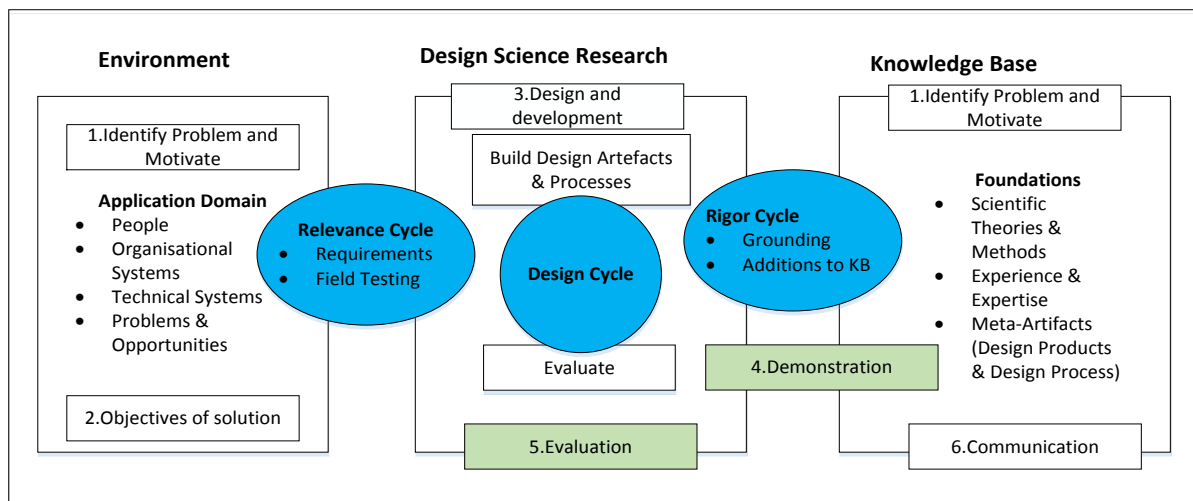 Environment
1.Identify Problem and
Motivate
Application Domain
• People
• Organisational
Systems
• Technical Systems
• Problems &
Opportunities
2.Objectives of solution
Relevance Cycle
• Requirements
• Field Testing
Design Science Research
3.Design and
development
Build Design Artefacts
& Processes
Design Cycle
Evaluate
5.Evaluation
Rigor Cycle
• Grounding
• Additions to KB
4.Demonstration
Knowledge Base
1.Identify Problem and
Motivate
Foundations
• Scientific
Theories &
Methods
• Experience &
Expertise
• Meta-Artifacts
(Design Products
& Design Process)
6.Communication